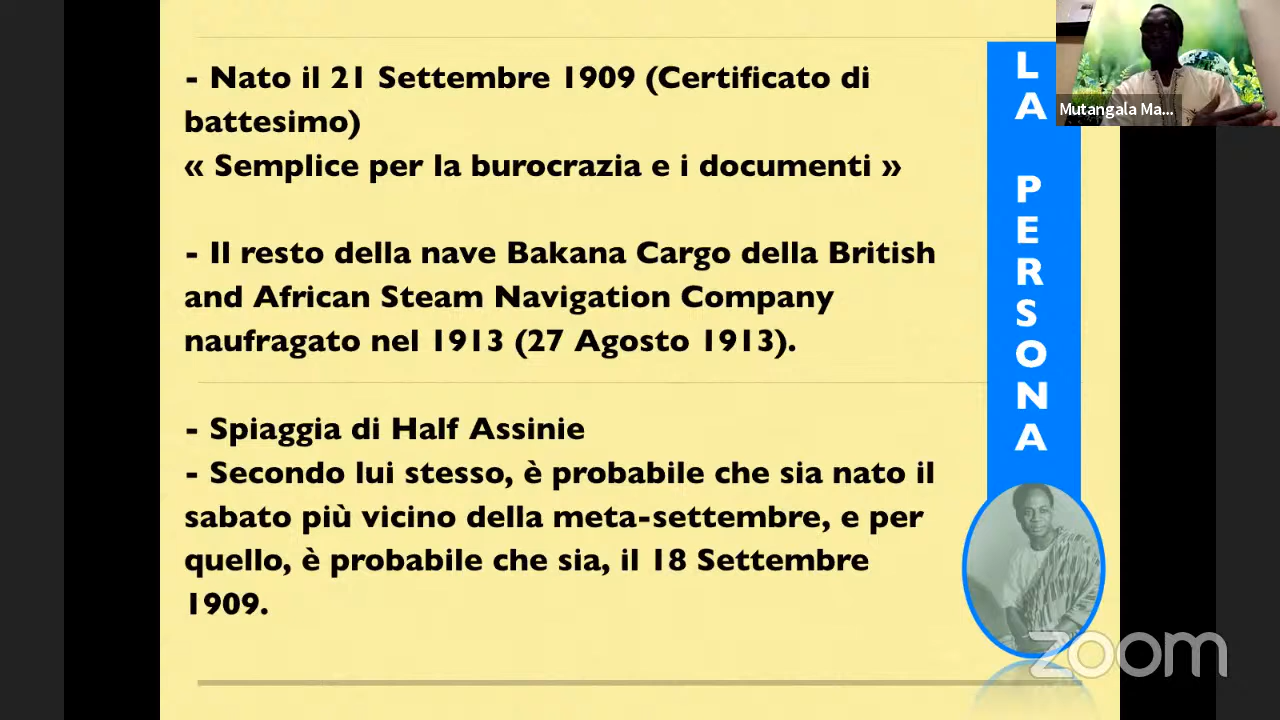 - Nato il 21 Settembre 1909 (Certificato di
battesimo)
« Semplice per la burocrazia e i documenti »
- Il resto della nave Bakana Cargo della British
and African Steam Navigation Company
naufragato nel 1913 (27 Agosto 1913).
- Spiaggia di Half Assinie
- Secondo lui stesso, è probabile che sia nato il
sabato più vicino della meta-settembre, e per
quello, è probabile che sia, il 18 Settembre
1909.
LA PERSONA
Mutangala Ma...
zoom